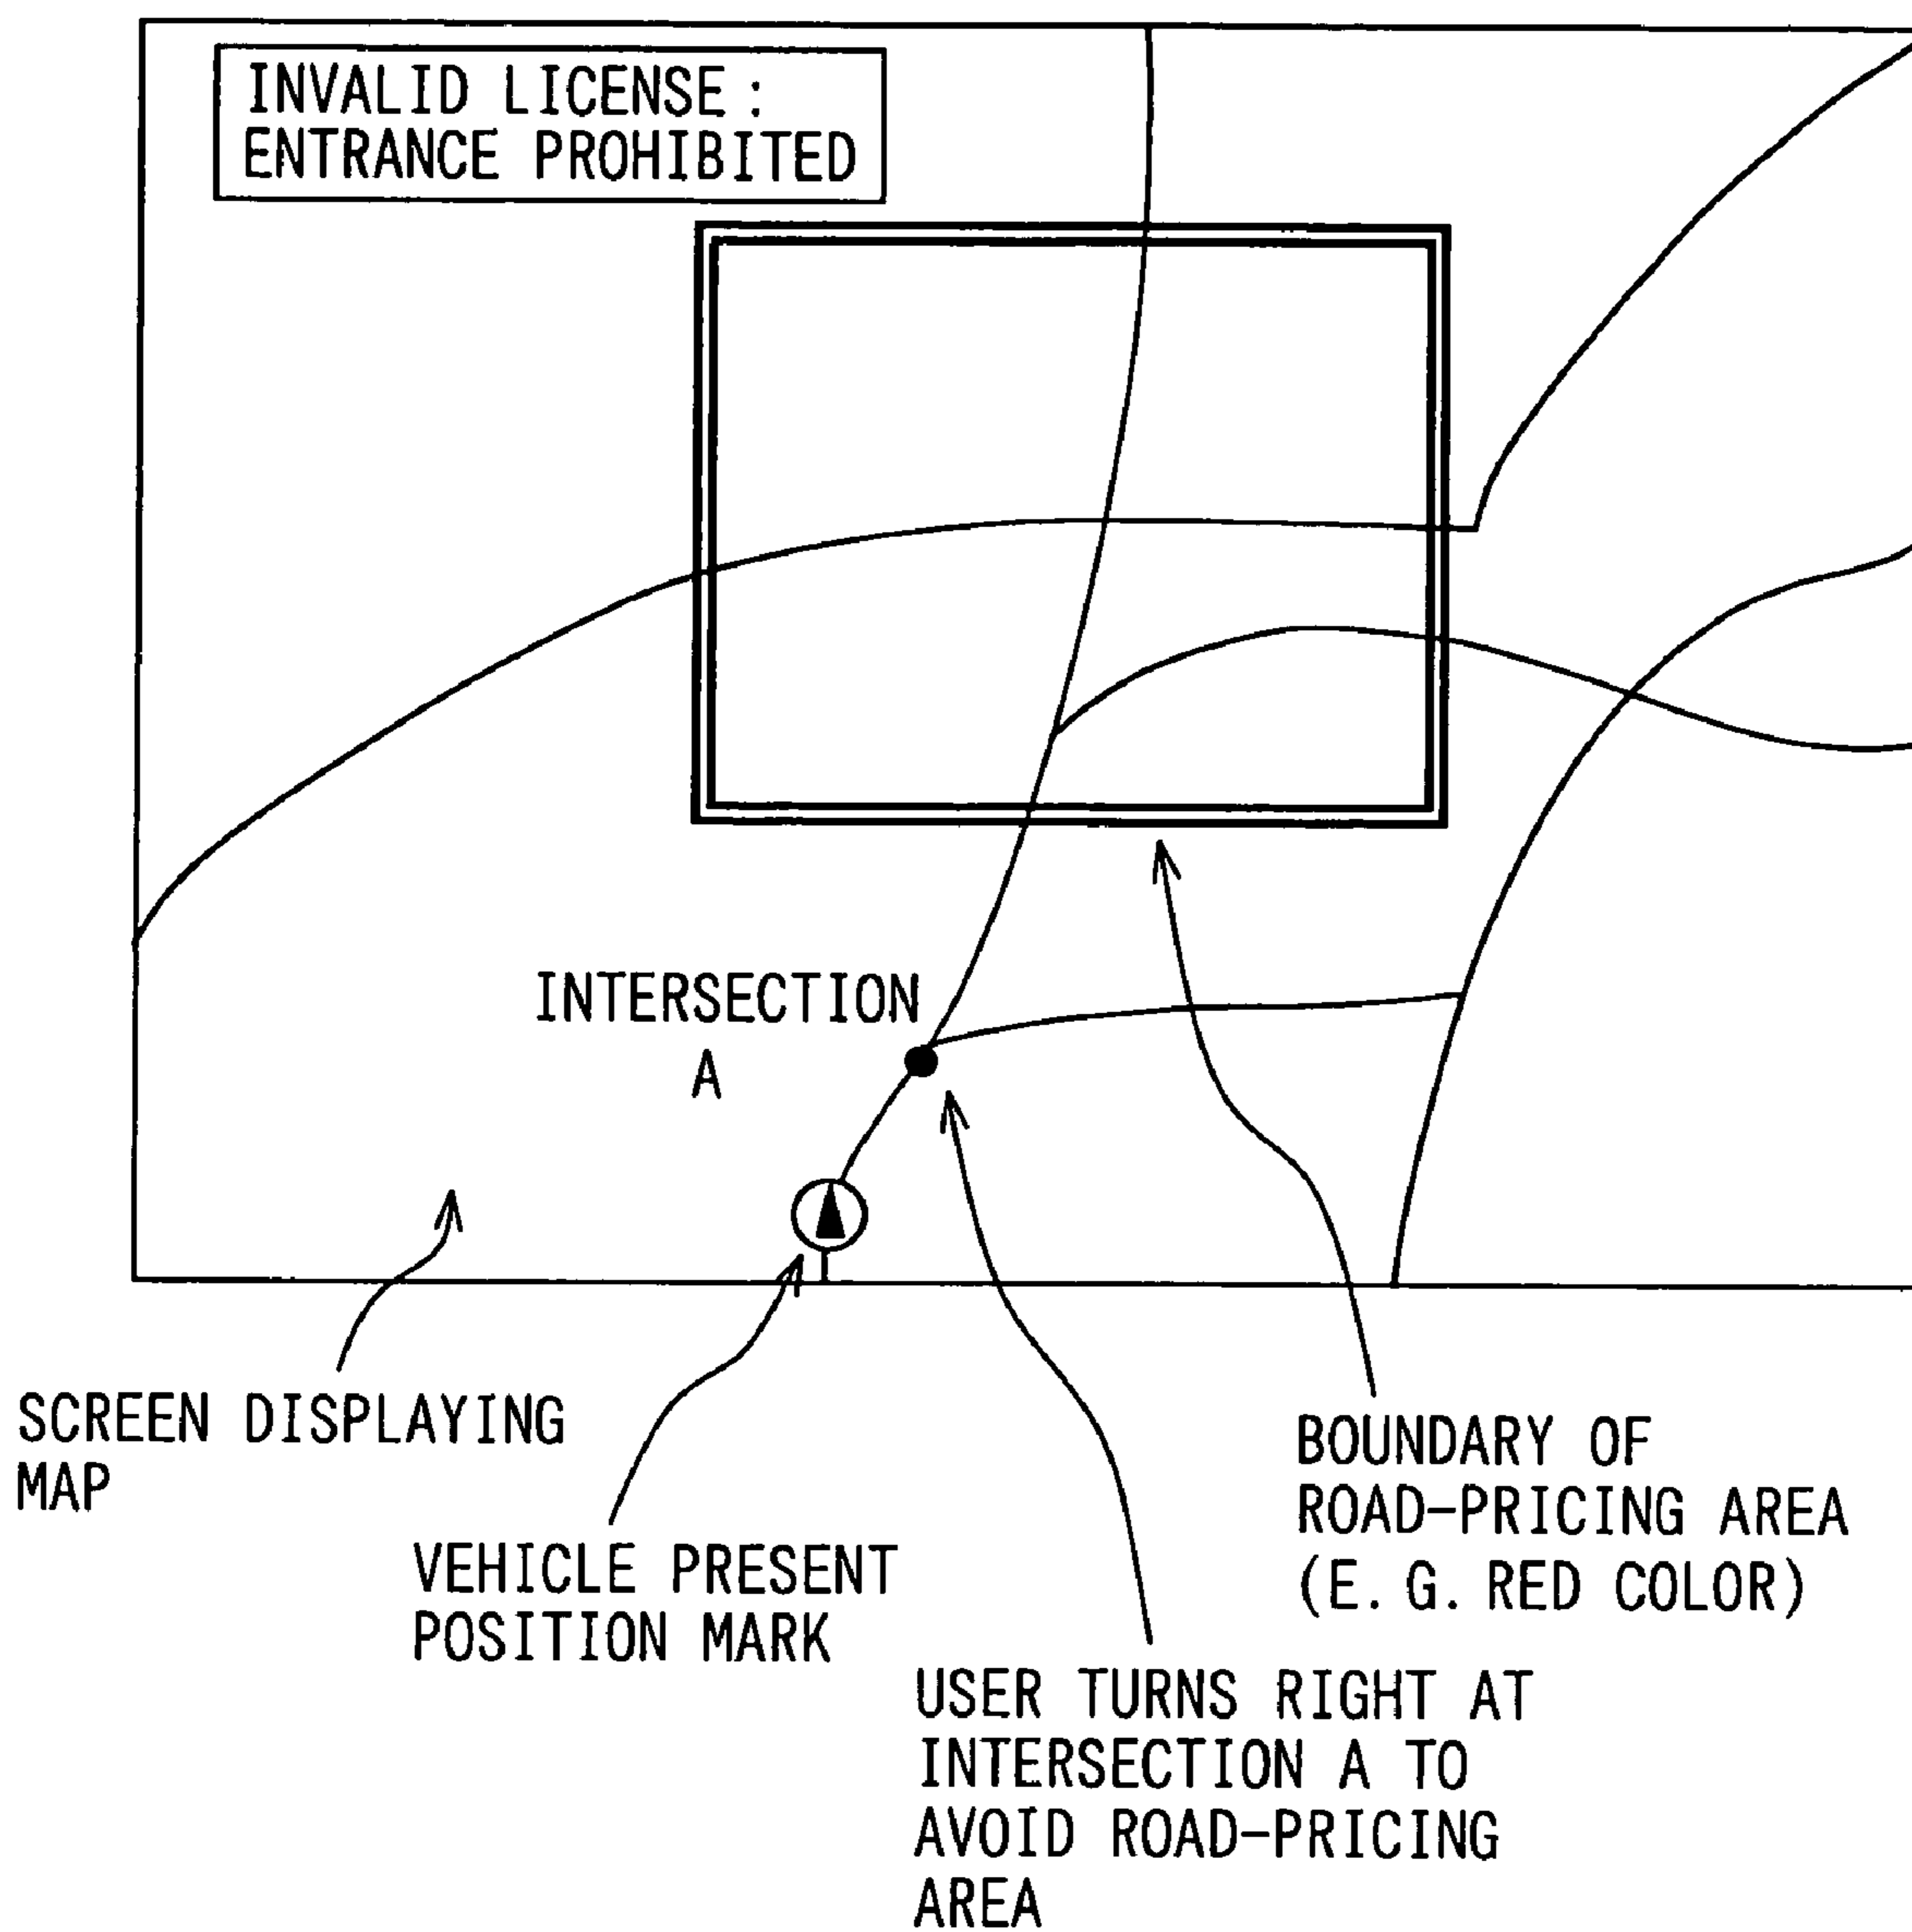 INVALID LICENSE :
ENTRANCE PROHIBITED
INTERSECTION
A
SCREEN DISPLAYING
MAP
VEHICLE PRESENT
POSITION MARK
BOUNDARY OF
ROAD-PRICING AREA
(E. G. RED COLOR)
USER TURNS RIGHT AT
INTERSECTION A TO
AVOID ROAD-PRICING
AREA